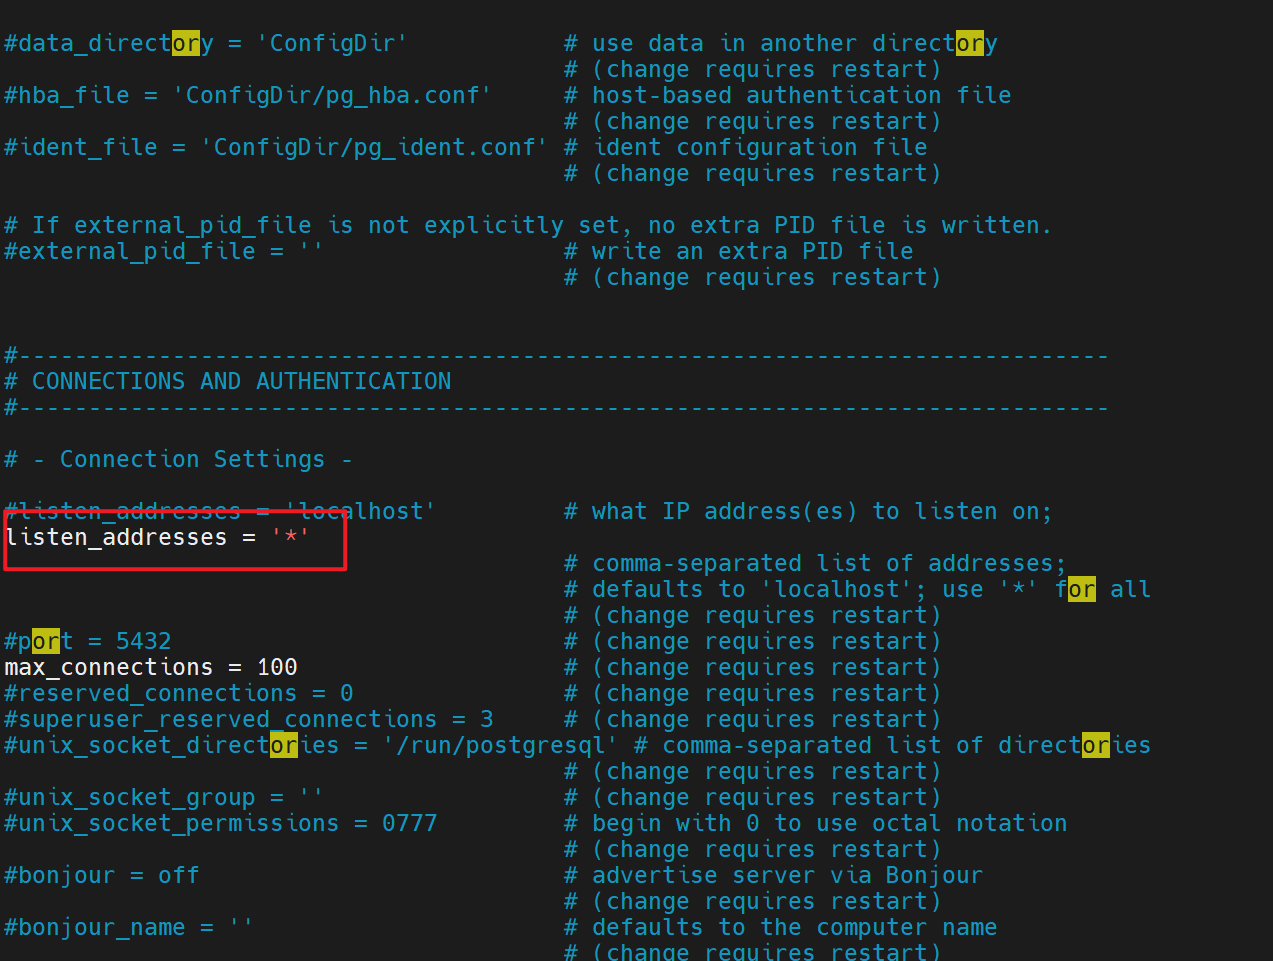 #data_directory = 'ConfigDir' # use data in another directory
# (change requires restart)
#hba_file = 'ConfigDir/pg_hba.conf' # host-based authentication file
# (change requires restart)
#ident_file = 'ConfigDir/pg_ident.conf' # ident configuration file
# (change requires restart)
# If external_pid_file is not explicitly set, no extra PID file is written.
#external_pid_file = '' # write an extra PID file
# (change requires restart)
#------------------------------------------------------------------------------
# CONNECTIONS AND AUTHENTICATION
#------------------------------------------------------------------------------
# - Connection Settings -
#listen_addresses = 'localhost' # what IP address(es) to listen on;
listen_addresses = '*'
# comma-separated list of addresses;
# defaults to 'localhost'; use '*' for all
# (change requires restart)
#port = 5432 # (change requires restart)
max_connections = 100 # (change requires restart)
#reserved_connections = 0 # (change requires restart)
#superuser_reserved_connections = 3 # (change requires restart)
#unix_socket_directories = '/run/postgresql' # comma-separated list of directories
# (change requires restart)
#unix_socket_group = '' # (change requires restart)
#unix_socket_permissions = 0777 # begin with 0 to use octal notation
# (change requires restart)
#bonjour = off # advertise server via Bonjour
# (change requires restart)
#bonjour_name = '' # defaults to the computer name
# (change requires restart)